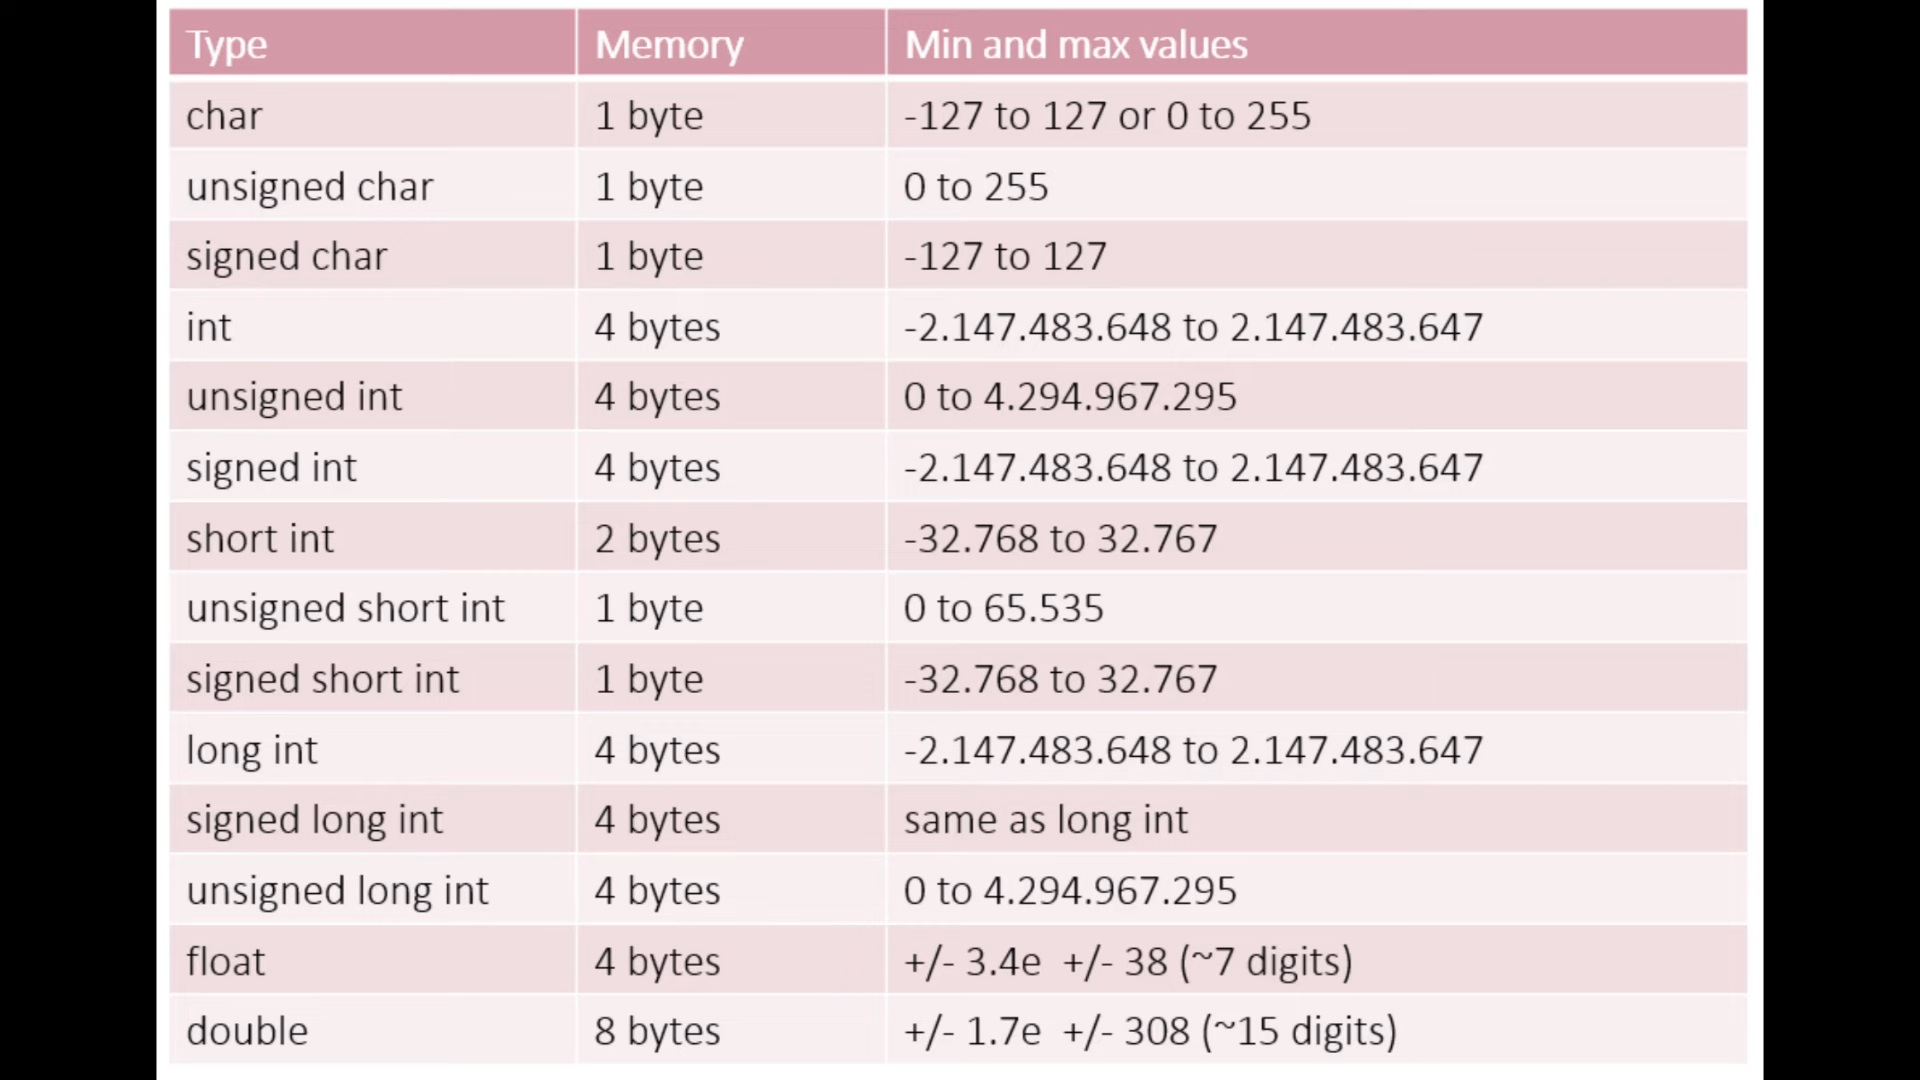 Type Memory Min and max values
char 1 byte -127 to 127 or 0 to 255
unsigned char 1 byte 0 to 255
signed char 1 byte -127 to 127
int 4 bytes -2.147.483.648 to 2.147.483.647
unsigned int 4 bytes 0 to 4.294.967.295
signed int 4 bytes -2.147.483.648 to 2.147.483.647
short int 2 bytes -32.768 to 32.767
unsigned short int 1 byte 0 to 65.535
signed short int 1 byte -32.768 to 32.767
long int 4 bytes -2.147.483.648 to 2.147.483.647
signed long int 4 bytes same as long int
unsigned long int 4 bytes 0 to 4.294.967.295
float 4 bytes +/- 3.4e +/- 38 (~7 digits)
double 8 bytes +/- 1.7e +/- 308 (~15 digits)